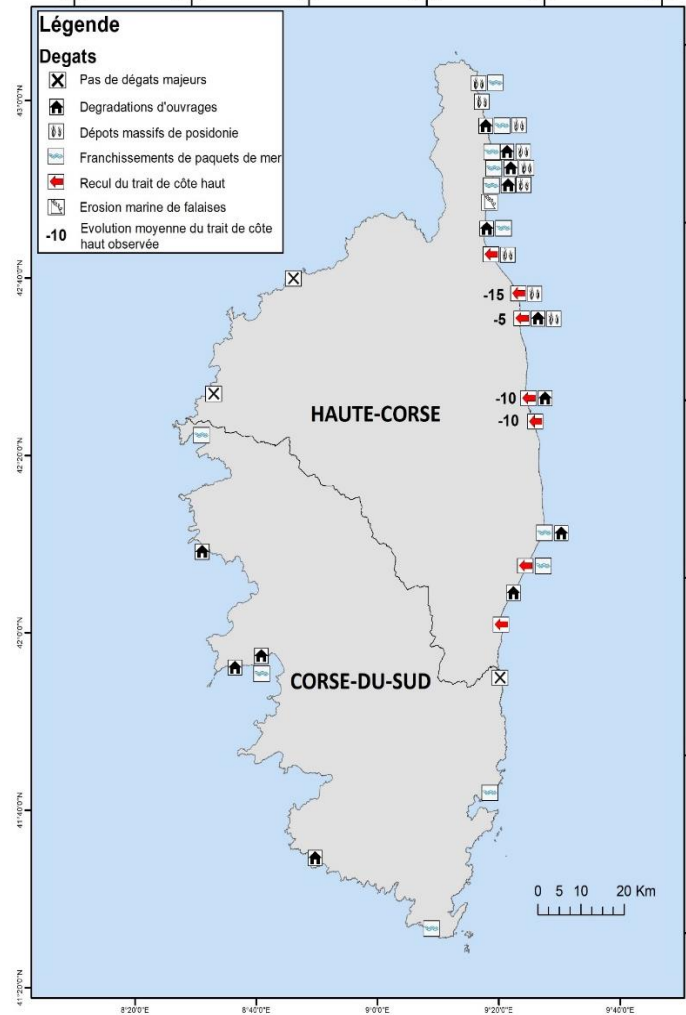 Légende
Degats
Pas de dégats majeurs
Degradations d'ouvrages
Dépots massifs de posidonie
Franchissements de paquets de mer
Recul du trait de côte haut
Erosion marine de falaises
-10 Evolution moyenne du trait de côte
haut observée
43°0'0"N
42°40'0"N
-15
-5
-10
HAUTE-CORSE
-10
42°20'0"N
42°0'0"N
CORSE-DU-SUD
41°40'0"N
0 5 10 20 Km
41°20'0"N
8°20'0"E 8°40'0"E 9°0'0"E 9°20'0"E 9°40'0"E